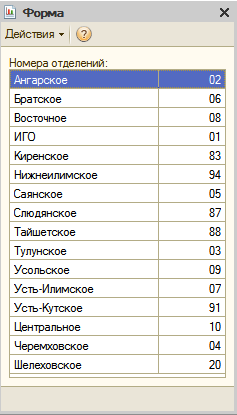 Форма
Действия
Номера отделений:
Ангарское 02
Братское 06
Восточное 08
ИГО 01
Киренское 83
Нижнеилимское 94
Саянское 05
Слюдянское 87
Тайшетское 88
Тулунское 03
Усольское 09
Усть-Илимское 07
Усть-Кутское 91
Центральное 10
Черемховское 04
Шелеховское 20